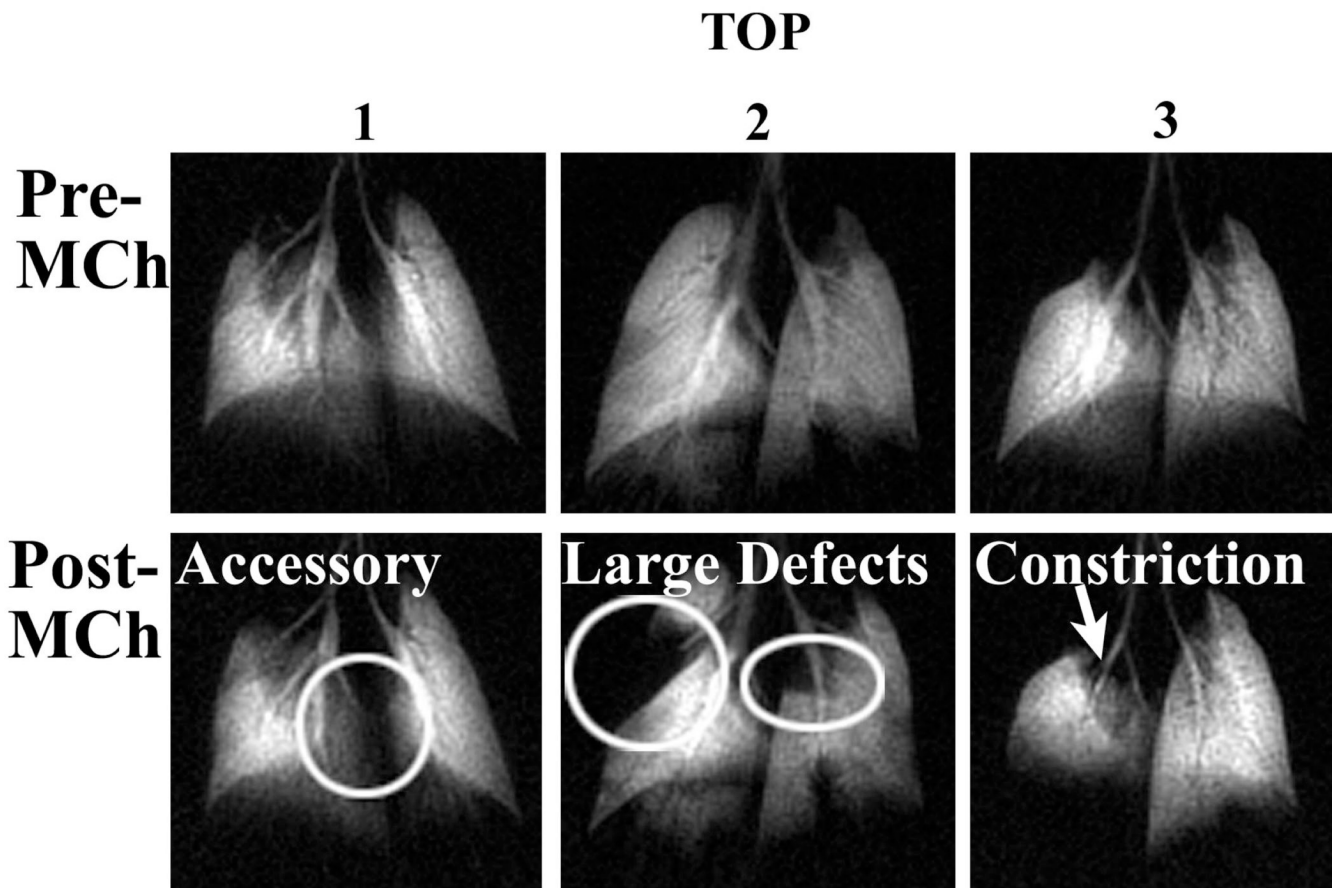 TOP
1 2 3
Pre-
MCh
Post-
MCh
Accessory
Large Defects
Constriction